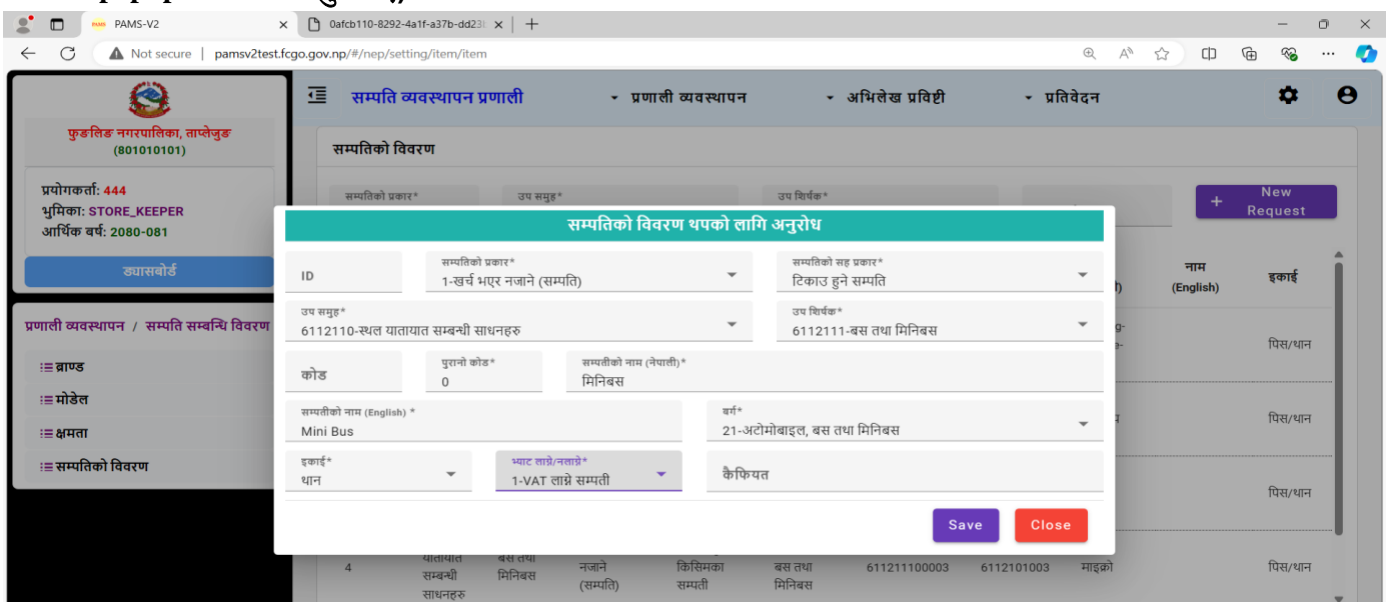 PAMS-V2
0afcb110-8292-4a1f-a37b-dd23
Not secure | pamsv2test.fcgo.gov.np/#/nep/setting/item/item
फुङलिङ नगरपालिका, ताप्लेजुङ
(801010101)
प्रयोगकर्ता: 444
भूमिका: STORE_KEEPER
आर्थिक बर्ष: 2080-081
ड्यासबोर्ड
प्रणाली व्यवस्थापन / सम्पति सम्बन्धि विवरण
ब्राण्ड
मोडेल
क्षमता
सम्पतिको विवरण
सम्पति व्यवस्थापन प्रणाली
प्रणाली व्यवस्थापन
अभिलेख प्रविष्टी
प्रतिवेदन
सम्पतिको विवरण
सम्पतिको प्रकार*
उप समुह*
उप शिर्षक*
+ New Request
सम्पतिको विवरण थपको लागि अनुरोध
ID
सम्पतिको प्रकार*
1-खर्च भएर नजाने (सम्पति)
सम्पतिको सह प्रकार*
टिकाउ हुने सम्पति
उप समुह*
6112110-स्थल यातायात सम्बन्धी साधनहरु
उप शिर्षक*
6112111-बस तथा मिनिबस
कोड
पुरानो कोड*
0
सम्पतीको नाम (नेपाली)*
मिनिबस
सम्पतीको नाम (English) *
Mini Bus
बर्ग*
21-अटोमोबाइल, बस तथा मिनिबस
इकाई*
थान
भ्याट लाग्ने/नलाग्ने*
1-VAT लाग्ने सम्पती
कैफियत
Save
Close
नाम
(English)
इकाई
पिस/थान
पिस/थान
पिस/थान
4
यातायात
सम्बन्धी
साधनहरु
बस तथा
मिनिबस
नजाने
(सम्पति)
किसिमका
सम्पती
बस तथा
मिनिबस
611211100003
6112101003
माइक्रो
पिस/थान